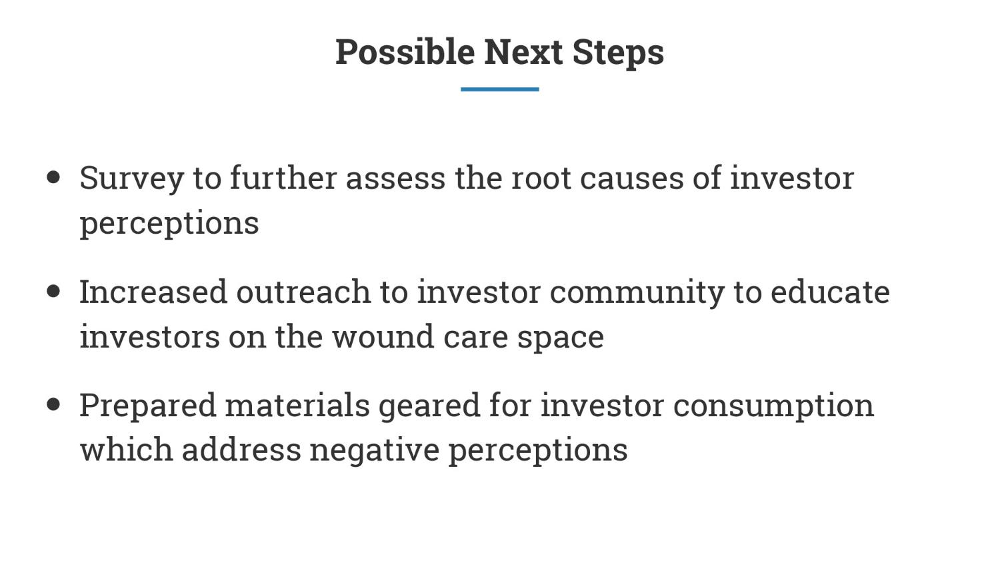 Possible Next Steps
● Survey to further assess the root causes of investor
perceptions
● Increased outreach to investor community to educate
investors on the wound care space
● Prepared materials geared for investor consumption
which address negative perceptions